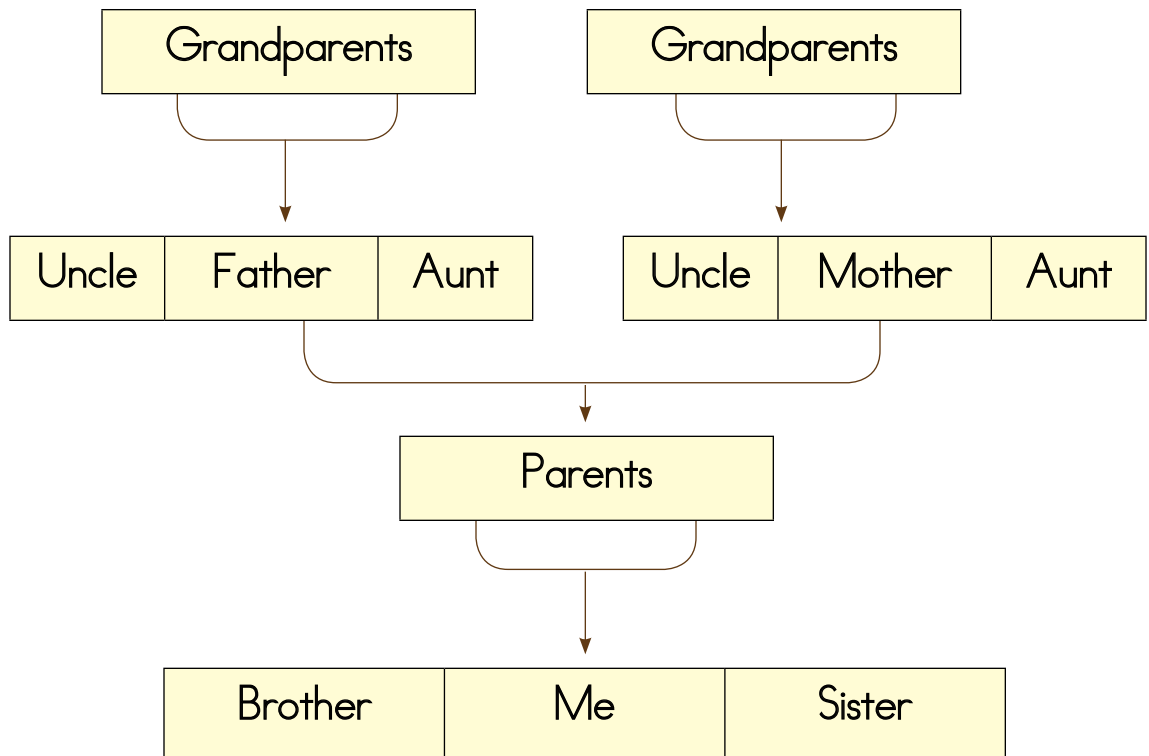 Grandparents Grandparents
Uncle Father Aunt Uncle Mother Aunt
Parents
Brother Me Sister